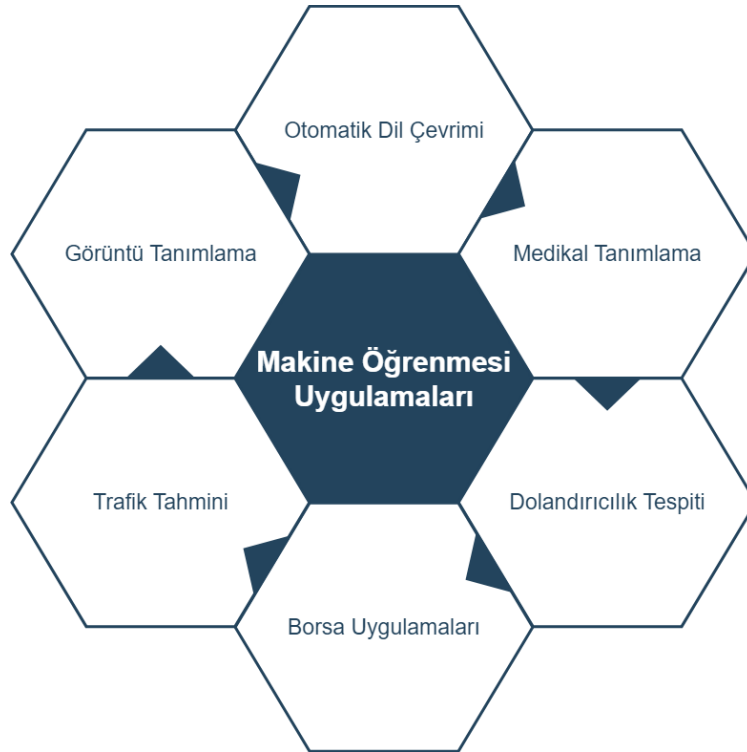 Otomatik Dil Çevrimi
Görüntü Tanımlama
Medikal Tanımlama
Makine Öğrenmesi
Uygulamaları
Trafik Tahmini
Dolandırıcılık Tespiti
Borsa Uygulamaları